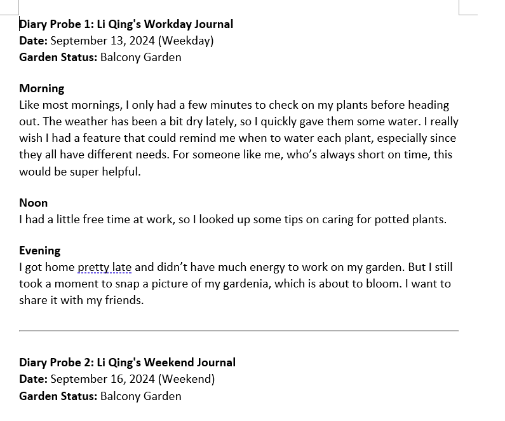 Diary Probe 1: Li Qing's Workday Journal
Date: September 13, 2024 (Weekday)
Garden Status: Balcony Garden
Morning
Like most mornings, I only had a few minutes to check on my plants before heading
out. The weather has been a bit dry lately, so I quickly gave them some water. I really
wish I had a feature that could remind me when to water each plant, especially since
they all have different needs. For someone like me, who’s always short on time, this
would be super helpful.
Noon
I had a little free time at work, so I looked up some tips on caring for potted plants.
Evening
I got home pretty late and didn’t have much energy to work on my garden. But I still
took a moment to snap a picture of my gardenia, which is about to bloom. I want to
share it with my friends.
Diary Probe 2: Li Qing's Weekend Journal
Date: September 16, 2024 (Weekend)
Garden Status: Balcony Garden